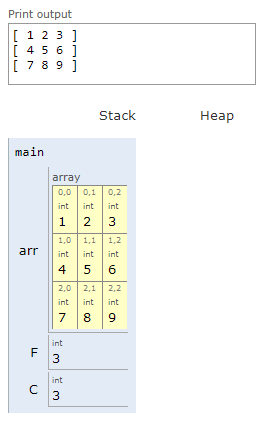 Print output
[ 1 2 3 ]
[ 4 5 6 ]
[ 7 8 9 ]
Stack Heap
main
array
0,0 0,1 0,2
int int int
1 2 3
arr
1,0 1,1 1,2
int int int
4 5 6
2,0 2,1 2,2
int int int
7 8 9
F
int
3
C
int
3